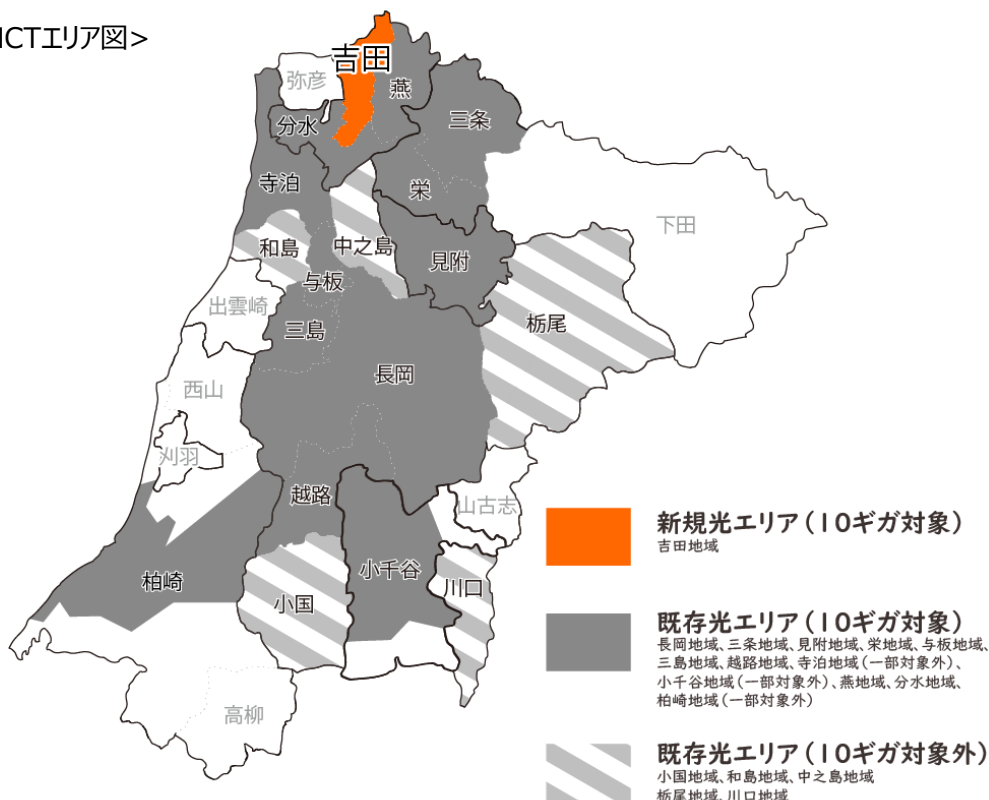 NCTエリア図>
吉田
弥彦
燕
分水
三条
寺泊
栄
下田
和島
中之島
見附
与板
出雲崎
三島
栃尾
長岡
西山
刈羽
越路
山古志
小千谷
柏崎
川口
小国
高柳
新規光エリア(10ギガ対象)
吉田地域
既存光エリア(10ギガ対象)
長岡地域、三条地域、見附地域、栄地域、与板地域、
三島地域、越路地域、寺泊地域(一部対象外)、
小千谷地域(一部対象外)、燕地域、分水地域、
柏崎地域(一部対象外)
既存光エリア(10ギガ対象外)
小国地域、和島地域、中之島地域
栃尾地域、川口地域